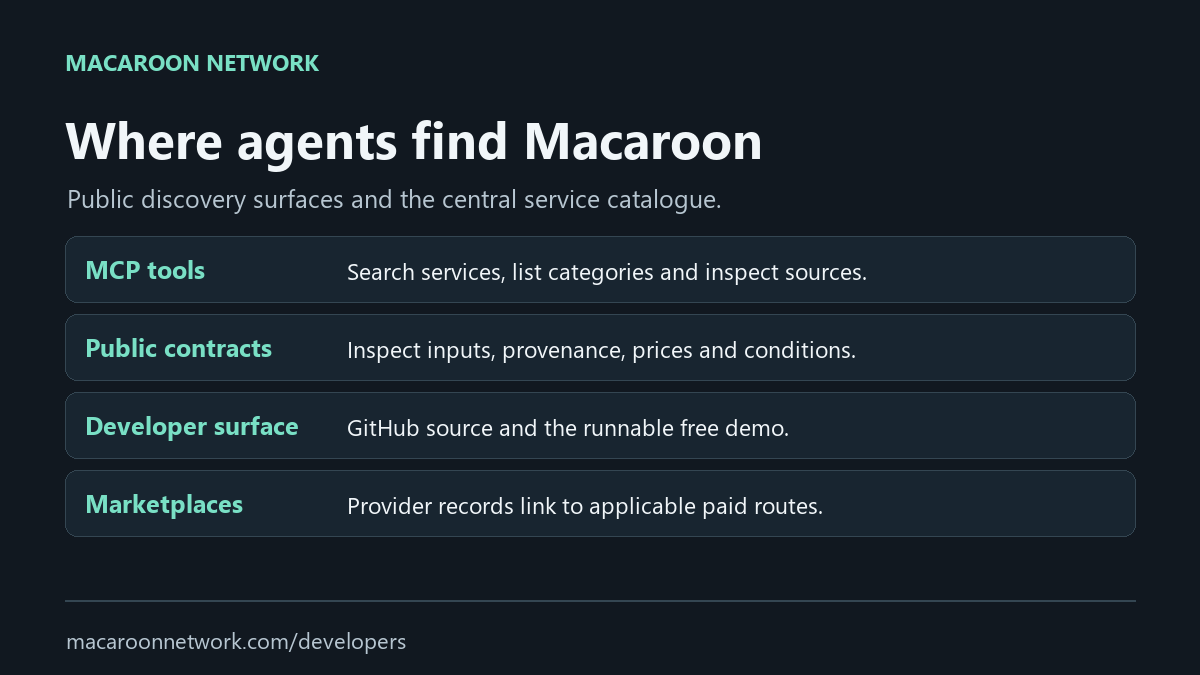 MACAROON NETWORK
Where agents find Macaroon
Public discovery surfaces and the central service catalogue.
MCP tools Search services, list categories and inspect sources.
Public contracts Inspect inputs, provenance, prices and conditions.
Developer surface GitHub source and the runnable free demo.
Marketplaces Provider records link to applicable paid routes.
macaroonnetwork.com/developers